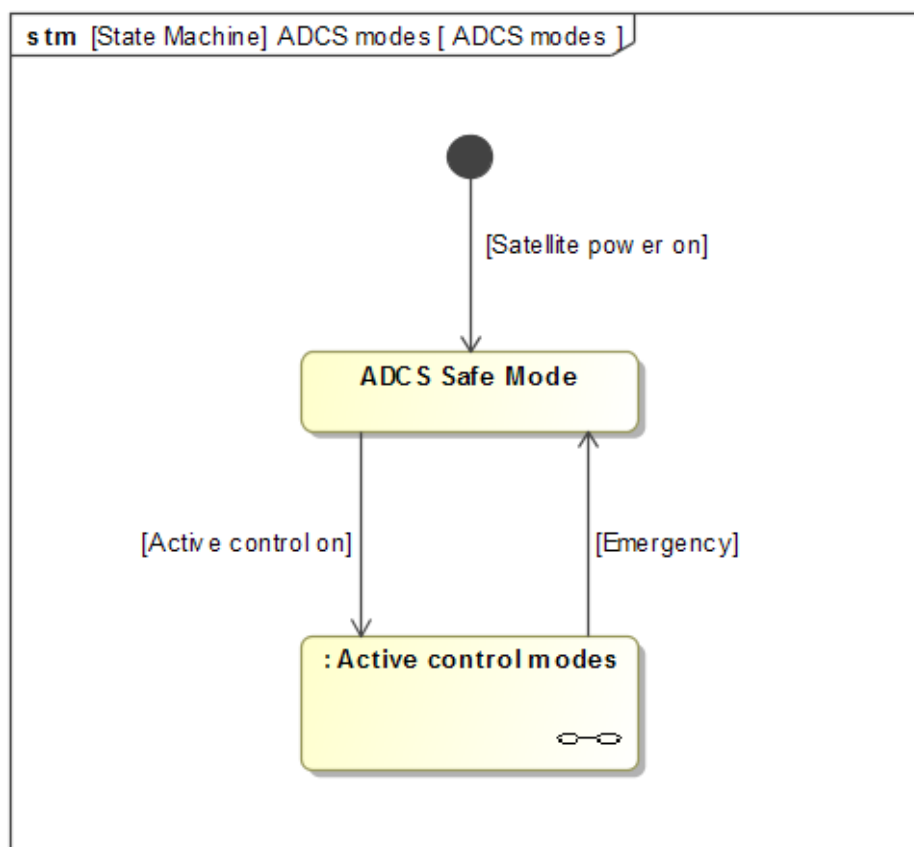 stm [State Machine] ADCS modes [ ADCS modes ]
[Satellite power on]
ADCS Safe Mode
[Active control on]
[Emergency]
: Active control modes